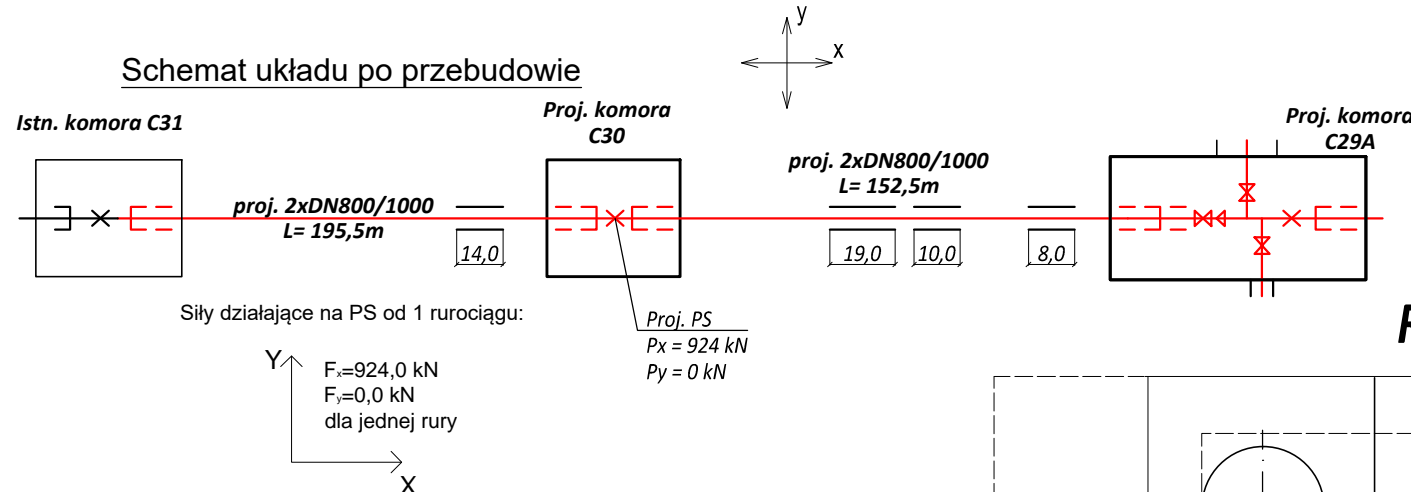 y
x
Schemat układu po przebudowie
Istn. komora C31
Proj. komora
C30
Proj. komora
C29A
proj. 2xDN800/1000
L= 195,5m
proj. 2xDN800/1000
L= 152,5m
14,0
19,0
10,0
8,0
Siły działające na PS od 1 rurociągu:
Proj. PS
Px = 924 kN
Py = 0 kN
Y
Fx=924,0 kN
Fy=0,0 kN
dla jednej rury
X